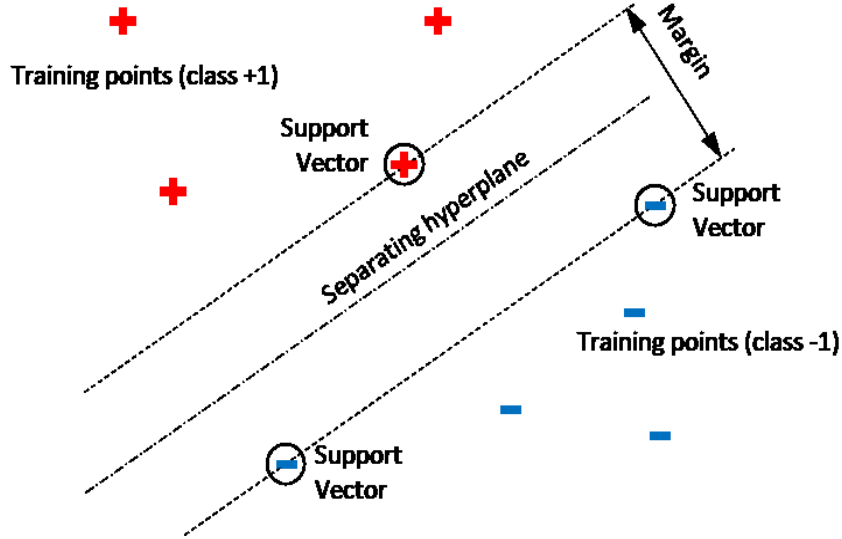 Margin
Training points (class +1)
Support
Vector
Separating hyperplane
Support
Vector
Training points (class -1)
Support
Vector